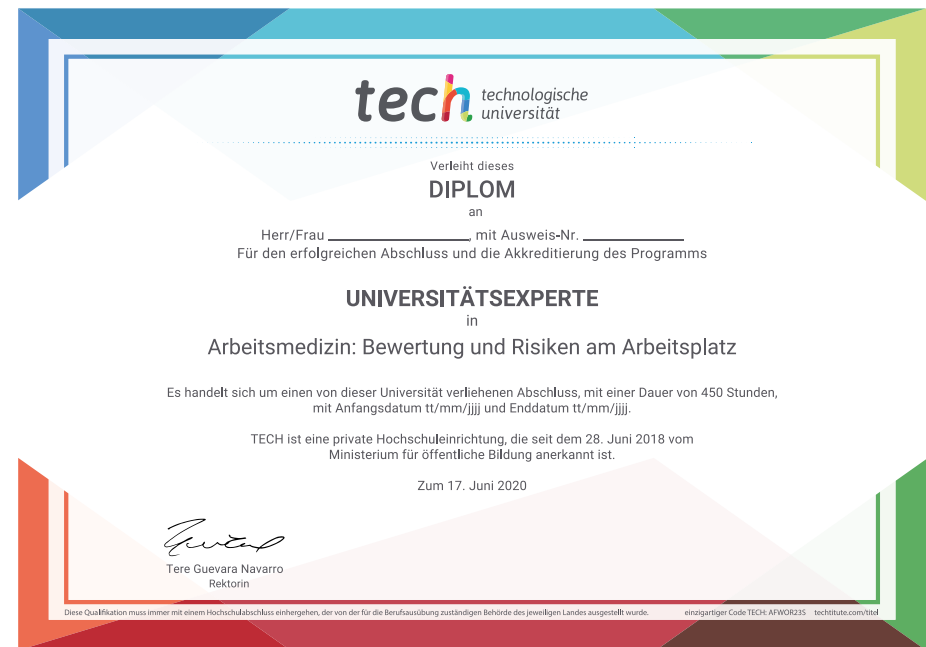 tech technologische
universität
Verleiht dieses
DIPLOM
an
Herr/Frau ____________________, mit Ausweis-Nr. ______________
Für den erfolgreichen Abschluss und die Akkreditierung des Programms
UNIVERSITÄTSEXPERTE
in
Arbeitsmedizin: Bewertung und Risiken am Arbeitsplatz
Es handelt sich um einen von dieser Universität verliehenen Abschluss, mit einer Dauer von 450 Stunden,
mit Anfangsdatum tt/mm/jjjj und Enddatum tt/mm/jjjj.
TECH ist eine private Hochschuleinrichtung, die seit dem 28. Juni 2018 vom
Ministerium für öffentliche Bildung anerkannt ist.
Zum 17. Juni 2020
Tere Guevara Navarro
Rektorin
Diese Qualifikation muss immer mit einem Hochschulabschluss einhergehen, der von der für die Berufsausübung zuständigen Behörde des jeweiligen Landes ausgestellt wurde. einzigartiger Code TECH: AFWOR23S techtitute.com/titel